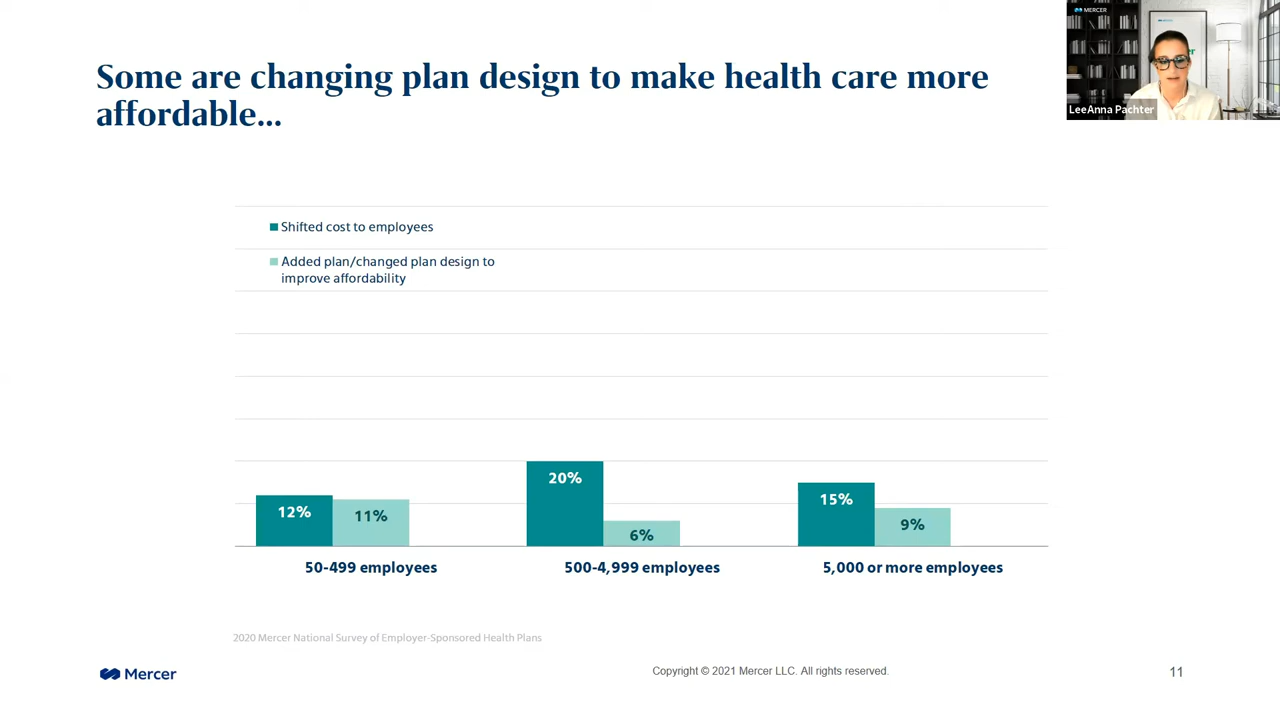 MERCER
LeeAnna Pachter
Some are changing plan design to make health care more
affordable...
Shifted cost to employees
Added plan/changed plan design to
improve affordability
12%
11%
20%
6%
15%
9%
50-499 employees
500-4,999 employees
5,000 or more employees
2020 Mercer National Survey of Employer-Sponsored Health Plans
Mercer
Copyright © 2021 Mercer LLC. All rights reserved.
11